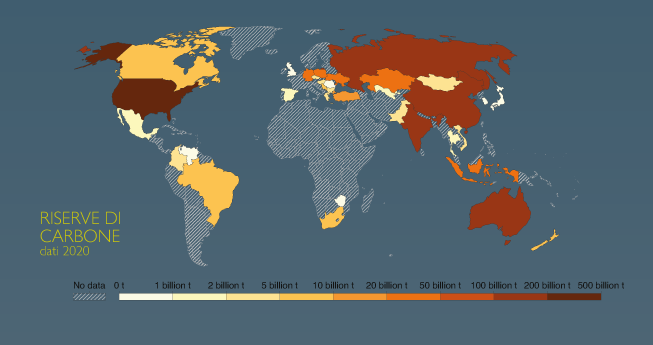 RISERVE DI
CARBONE
dati 2020
No data 0 t 1 billion t 2 billion t 5 billion t 10 billion t 20 billion t 50 billion t 100 billion t 200 billion t 500 billion t